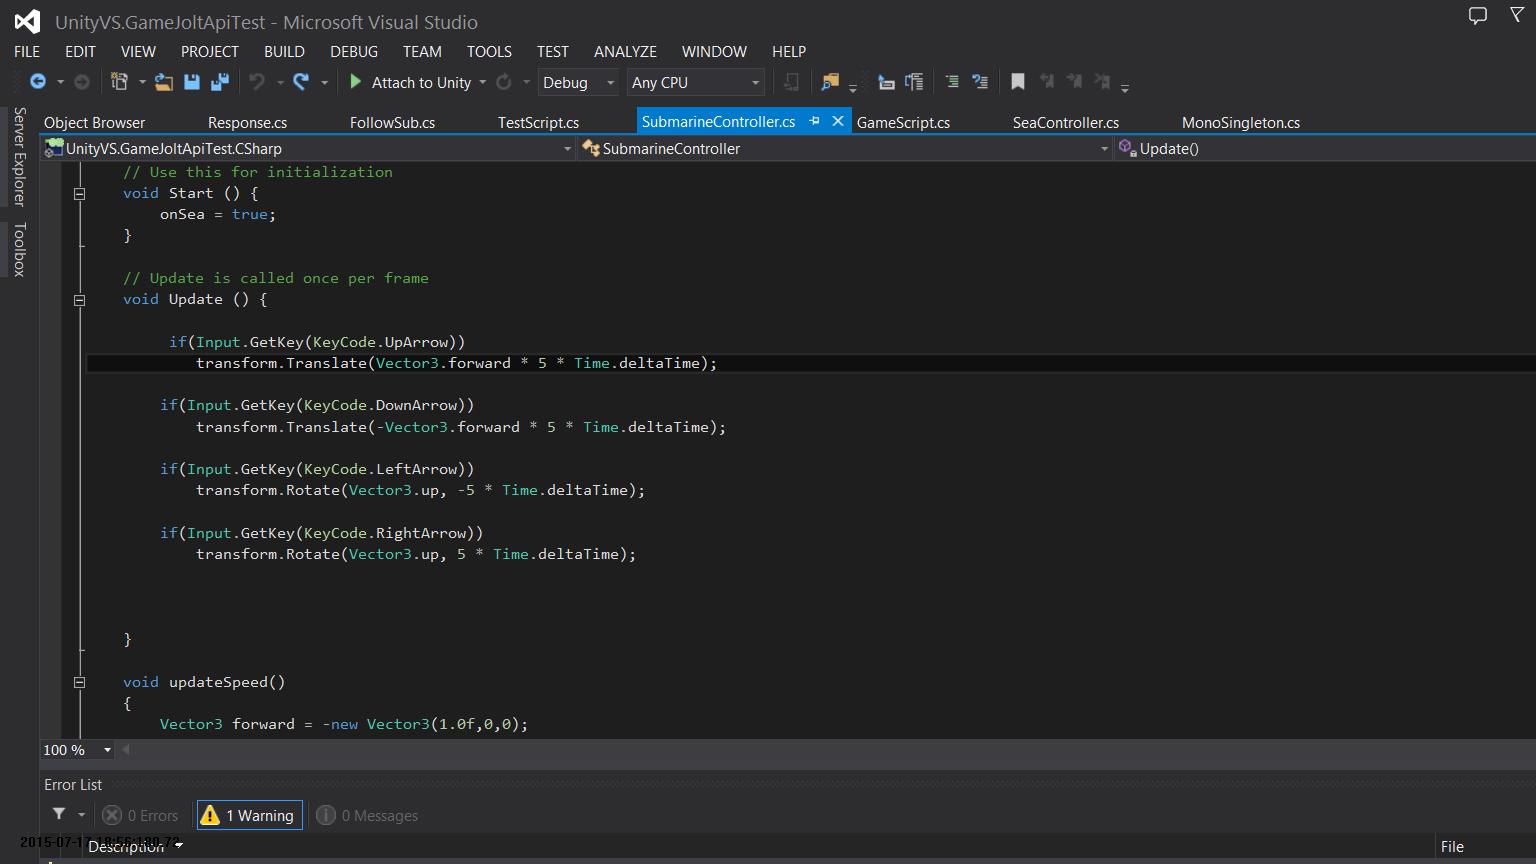 UnityVS.GameJoltApiTest - Microsoft Visual Studio
FILE EDIT VIEW PROJECT BUILD DEBUG TEAM TOOLS TEST ANALYZE WINDOW HELP
Attach to Unity Debug Any CPU
Server Explorer
Toolbox
Object Browser Response.cs FollowSub.cs TestScript.cs SubmarineController.cs GameScript.cs SeaController.cs MonoSingleton.cs
UnityVS.GameJoltApiTest.CSharp SubmarineController Update()
// Use this for initialization
void Start () {
onSea = true;
}
// Update is called once per frame
void Update () {
if(Input.GetKey(KeyCode.UpArrow))
transform.Translate(Vector3.forward * 5 * Time.deltaTime);
if(Input.GetKey(KeyCode.DownArrow))
transform.Translate(-Vector3.forward * 5 * Time.deltaTime);
if(Input.GetKey(KeyCode.LeftArrow))
transform.Rotate(Vector3.up, -5 * Time.deltaTime);
if(Input.GetKey(KeyCode.RightArrow))
transform.Rotate(Vector3.up, 5 * Time.deltaTime);
}
void updateSpeed()
{
Vector3 forward = -new Vector3(1.0f,0,0);
100 %
Error List
0 Errors 1 Warning 0 Messages
Description File